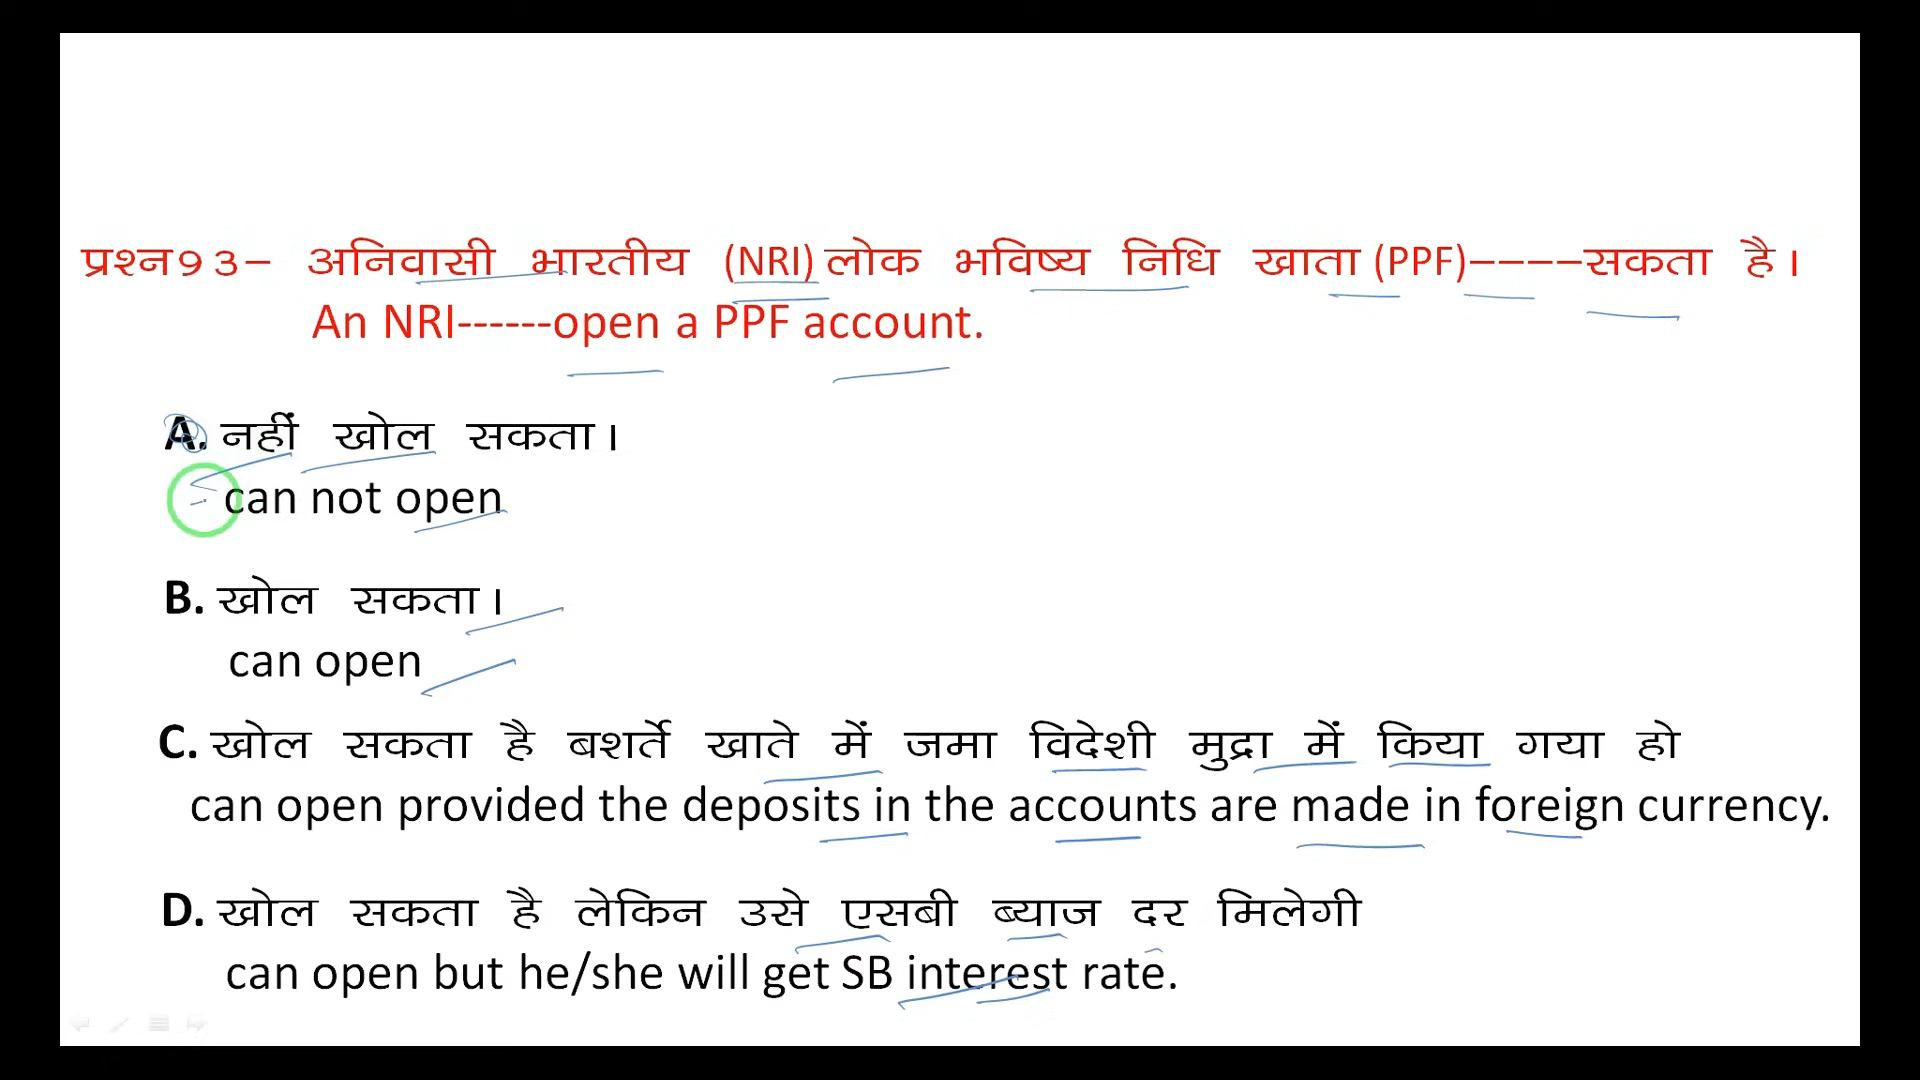 प्रश्न९३– अनिवासी भारतीय (NRI) लोक भविष्य निधि खाता (PPF)––––सकता है।
An NRI------open a PPF account.
A. नहीं खोल सकता।
can not open
B. खोल सकता।
can open
C. खोल सकता है बशर्ते खाते में जमा विदेशी मुद्रा में किया गया हो
can open provided the deposits in the accounts are made in foreign currency.
D. खोल सकता है लेकिन उसे एसबी ब्याज दर मिलेगी
can open but he/she will get SB interest rate.